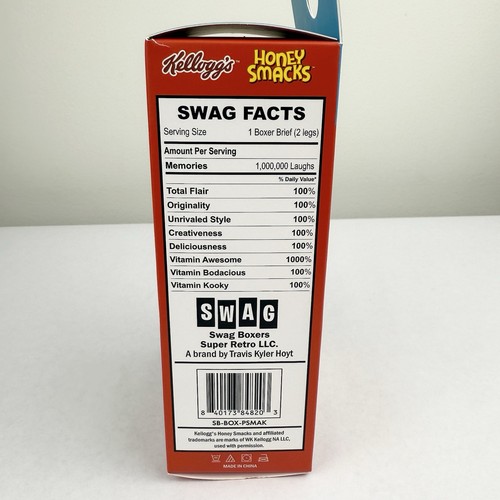 Kellogg's™ HONEY
SMACKS™
SWAG FACTS
Serving Size 1 Boxer Brief (2 legs)
Amount Per Serving
Memories 1,000,000 Laughs
% Daily Value*
Total Flair 100%
Originality 100%
Unrivaled Style 100%
Creativeness 100%
Deliciousness 100%
Vitamin Awesome 1000%
Vitamin Bodacious 100%
Vitamin Kooky 100%
SWAG
Swag Boxers
Super Retro LLC.
A brand by Travis Kyler Hoyt
8 40173 84820 3
SB-BOX-PSMAK
Kellogg's Honey Smacks and affiliated
trademarks are marks of WK Kellogg NA LLC,
used with permission.
MADE IN CHINA